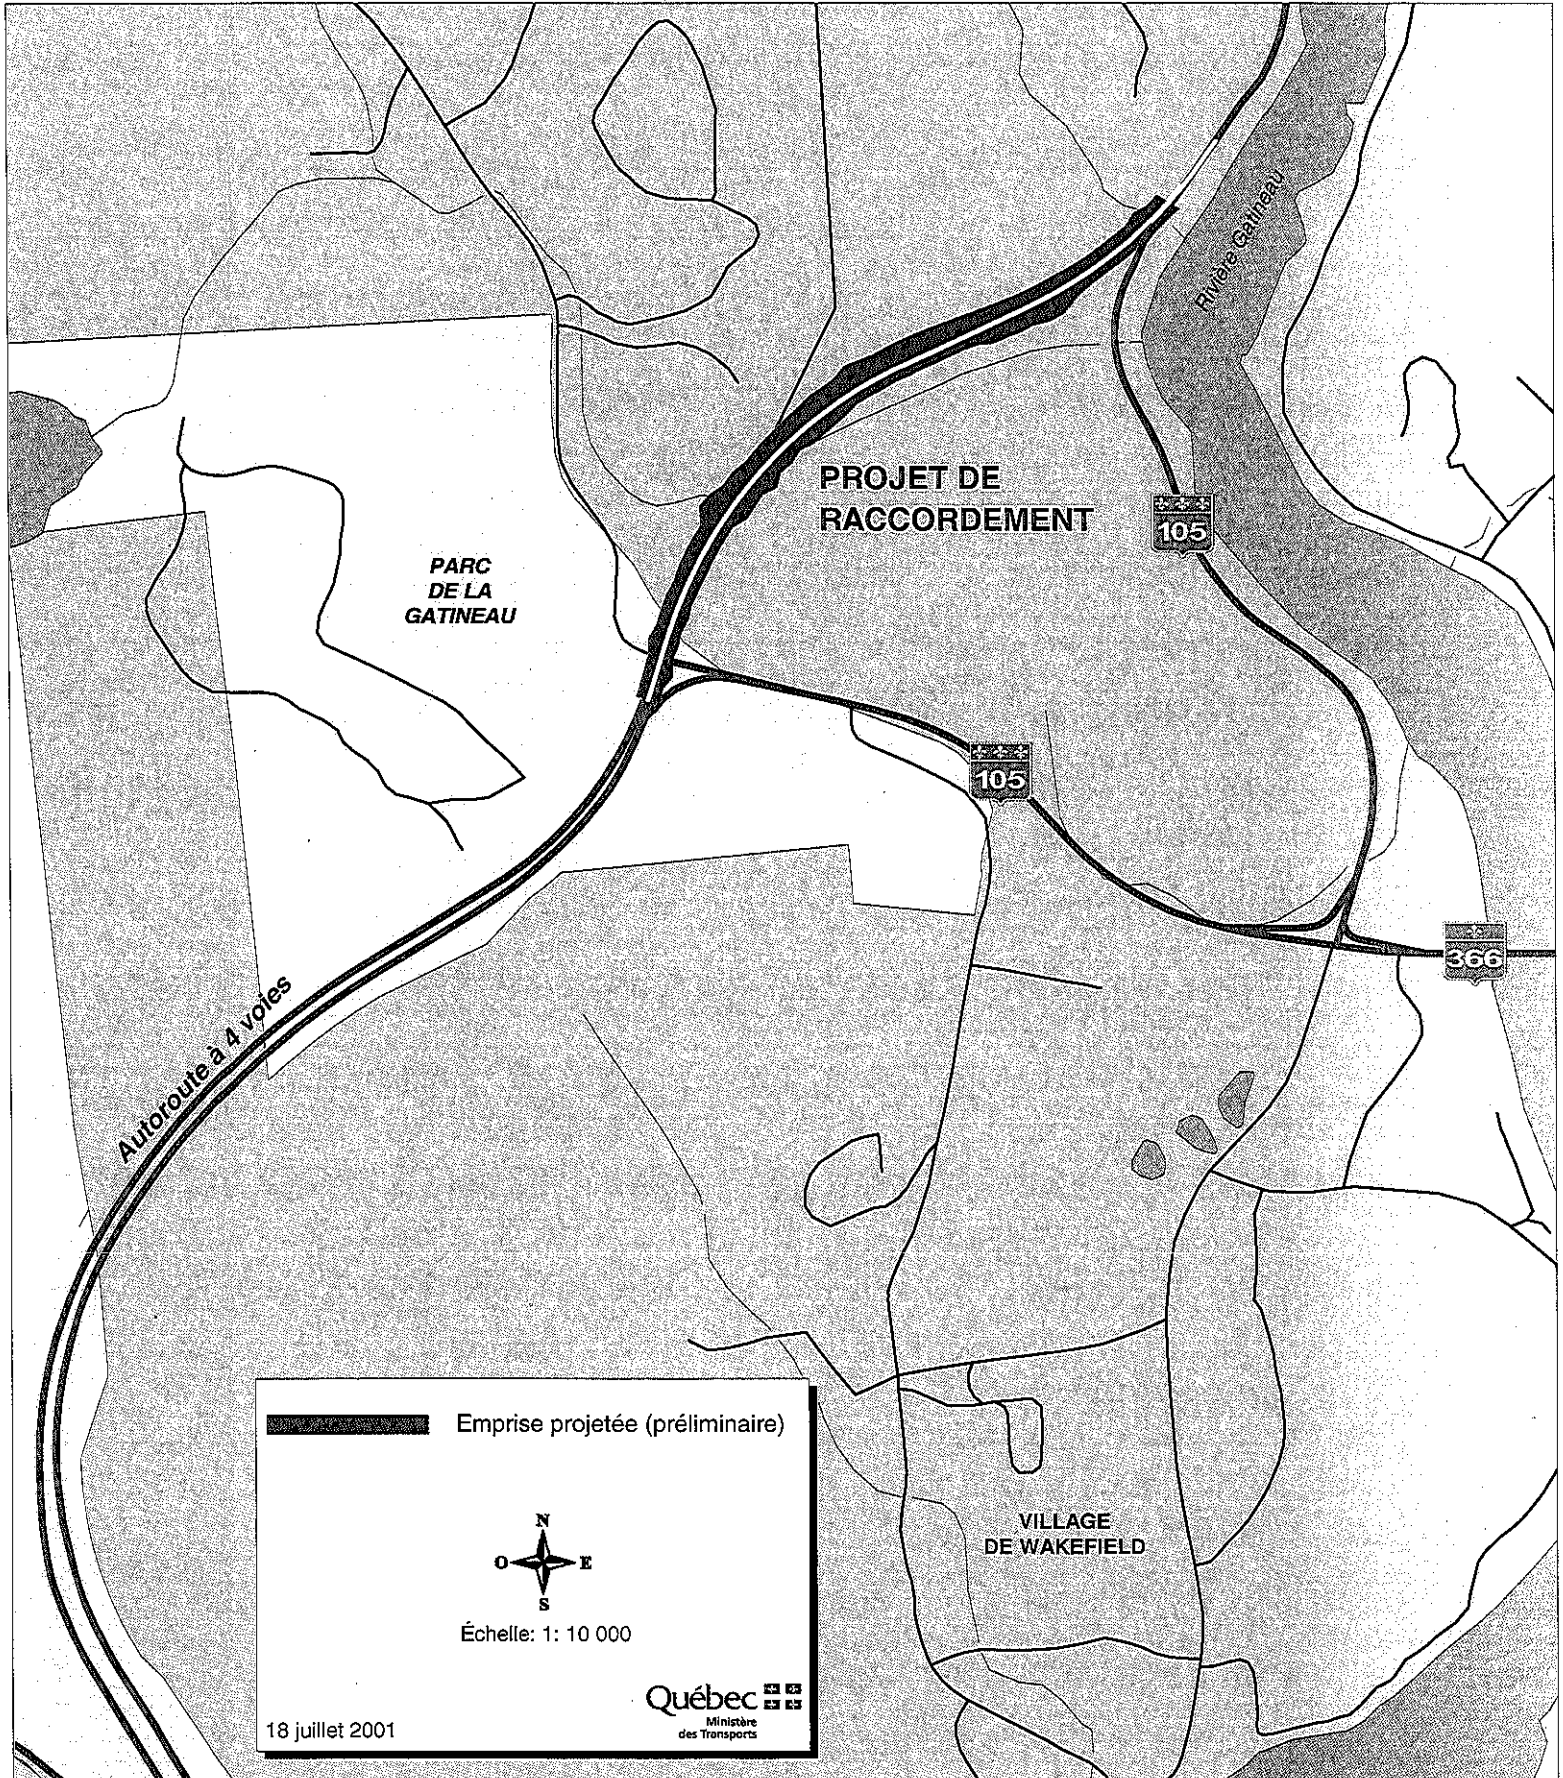 Rivière Gatineau
PROJET DE
RACCORDEMENT
105
PARC
DE LA
GATINEAU
105
366
Autoroute à 4 voies
Emprise projetée (préliminaire)
N
O E
S
Échelle: 1: 10 000
VILLAGE
DE WAKEFIELD
Québec
Ministère
des Transports
18 juillet 2001